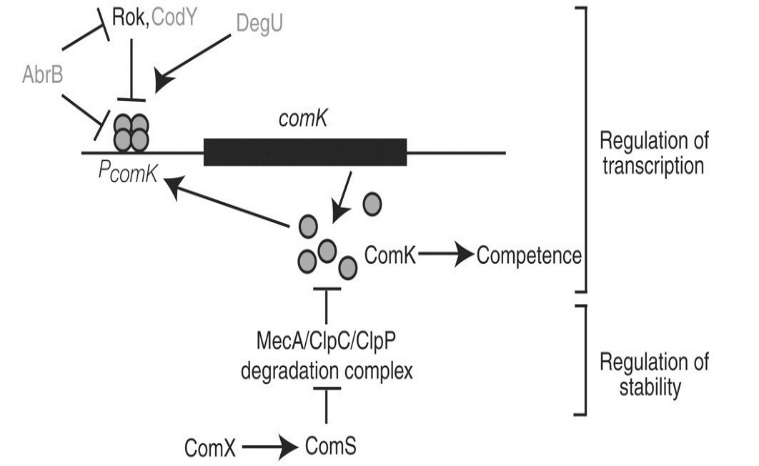 Rok, CodY
DegU
AbrB
comK
PcomK
Regulation of
transcription
ComK
Competence
MecA/ClpC/ClpP
degradation complex
Regulation of
stability
ComX
ComS